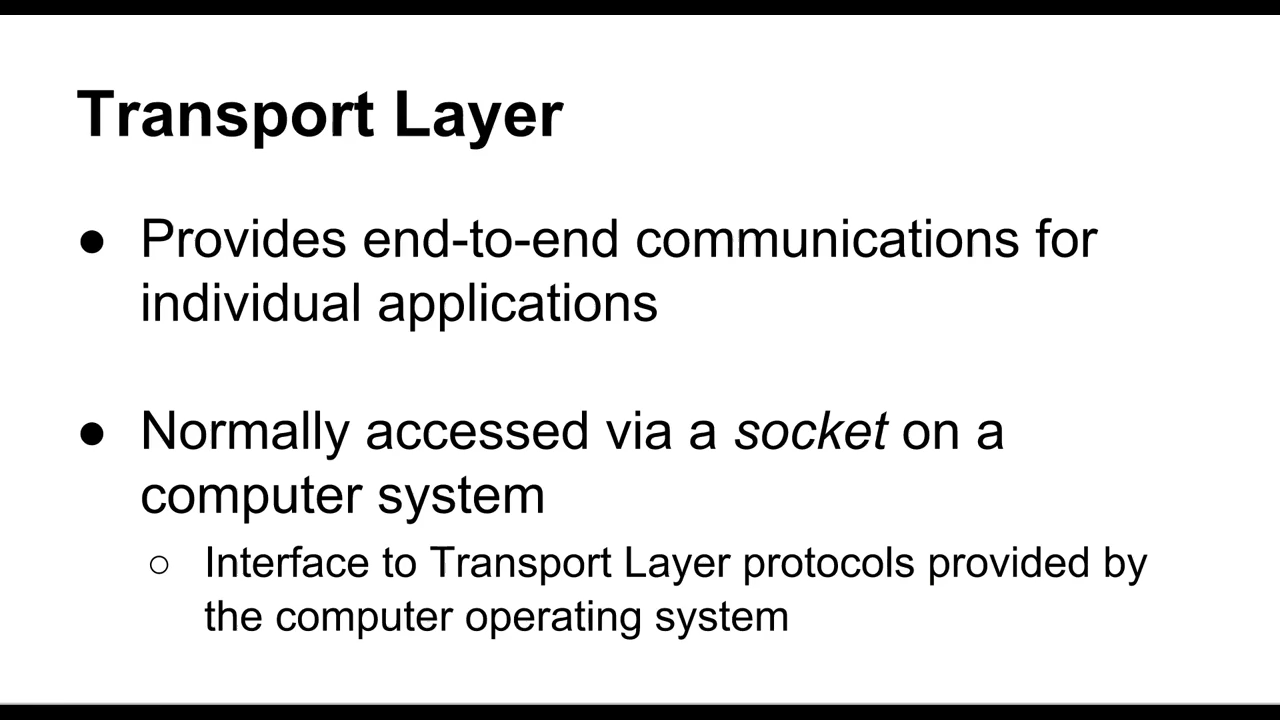 Transport Layer
● Provides end-to-end communications for
individual applications
● Normally accessed via a socket on a
computer system
○ Interface to Transport Layer protocols provided by
the computer operating system